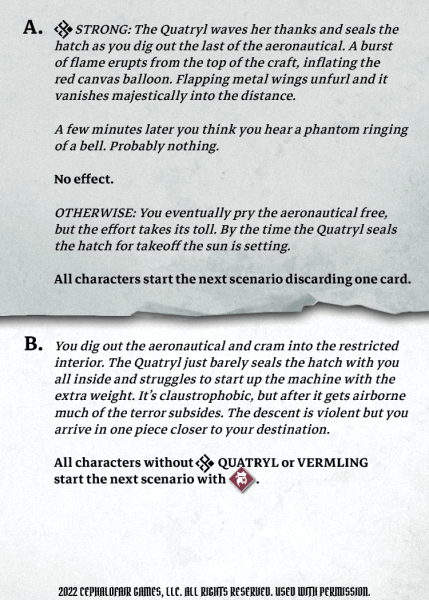 A. STRONG: The Quatryl waves her thanks and seals the
hatch as you dig out the last of the aeronautical. A burst
of flame erupts from the top of the craft, inflating the
red canvas balloon. Flapping metal wings unfurl and it
vanishes majestically into the distance.
A few minutes later you think you hear a phantom ringing
of a bell. Probably nothing.
No effect.
OTHERWISE: You eventually pry the aeronautical free,
but the effort takes its toll. By the time the Quatryl seals
the hatch for takeoff the sun is setting.
All characters start the next scenario discarding one card.
B. You dig out the aeronautical and cram into the restricted
interior. The Quatryl just barely seals the hatch with you
all inside and struggles to start up the machine with the
extra weight. It's claustrophobic, but after it gets airborne
much of the terror subsides. The descent is violent but you
arrive in one piece closer to your destination.
All characters without QUATRYL or VERMLING
start the next scenario with .
2022 CEPHALOFAIR GAMES, LLC. ALL RIGHTS RESERVED. USED WITH PERMISSION.